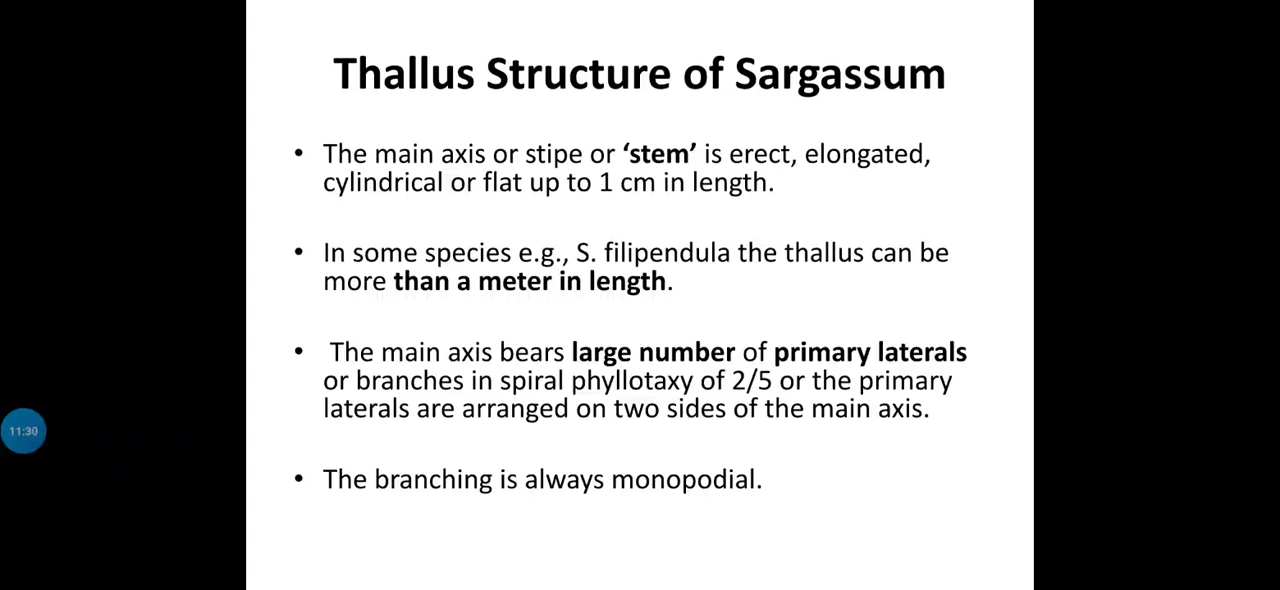 Thallus Structure of Sargassum
• The main axis or stipe or ‘stem’ is erect, elongated,
cylindrical or flat up to 1 cm in length.
• In some species e.g., S. filipendula the thallus can be
more than a meter in length.
• The main axis bears large number of primary laterals
or branches in spiral phyllotaxy of 2/5 or the primary
laterals are arranged on two sides of the main axis.
11:30
• The branching is always monopodial.